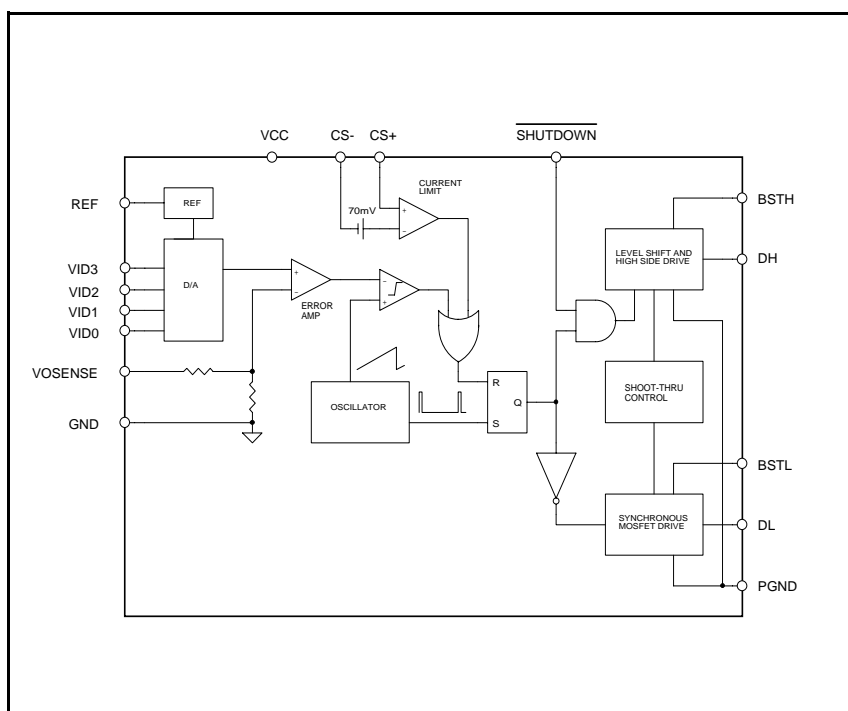 VCC
CS-
CS+
SHUTDOWN
CURRENT
LIMIT
REF
REF
70mV
+
−
BSTH
LEVEL SHIFT AND
HIGH SIDE DRIVE
DH
VID3
VID2
VID1
VID0
D/A
+
−
ERROR
AMP
−
+
VOSENSE
GND
OSCILLATOR
R
Q
S
SHOOT-THRU
CONTROL
BSTL
SYNCHRONOUS
MOSFET DRIVE
DL
PGND